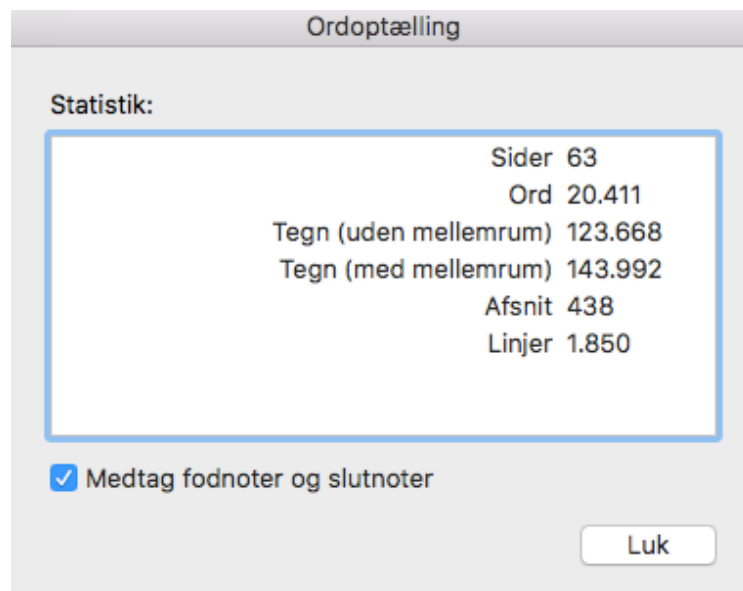 Ordoptælling
Statistik:
Sider 63
Ord 20.411
Tegn (uden mellemrum) 123.668
Tegn (med mellemrum) 143.992
Afsnit 438
Linjer 1.850
Medtag fodnoter og slutnoter
Luk